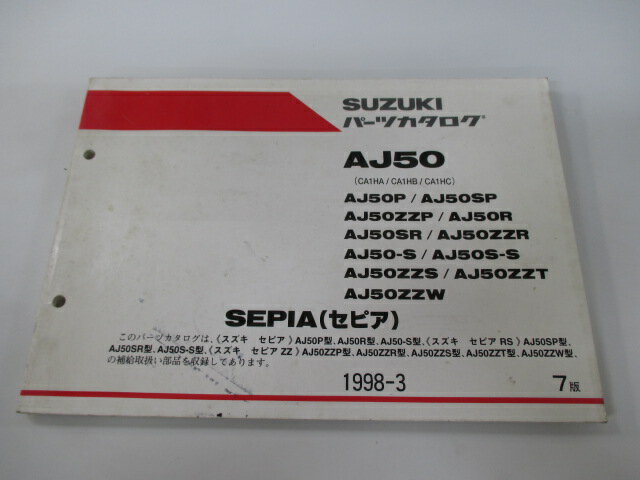 SUZUKI
パーツカタログ
AJ50
(CA1HA / CA1HB / CA1HC)
AJ50P / AJ50SP
AJ50ZZP / AJ50R
AJ50SR / AJ50ZZR
AJ50-S / AJ50S-S
AJ50ZZS / AJ50ZZT
AJ50ZZW
SEPIA(セピア)
このパーツカタログは、(スズキ セピア) AJ50P型、AJ50R型、AJ50-S型、(スズキ セピア RS) AJ50SP型、
AJ50SR型、AJ50S-S型、(スズキ セピア ZZ) AJ50ZZP型、AJ50ZZR型、AJ50ZZS型、AJ50ZZT型、AJ50ZZW型、
の補給取扱い部品を収録してあります。
1998-3
7版